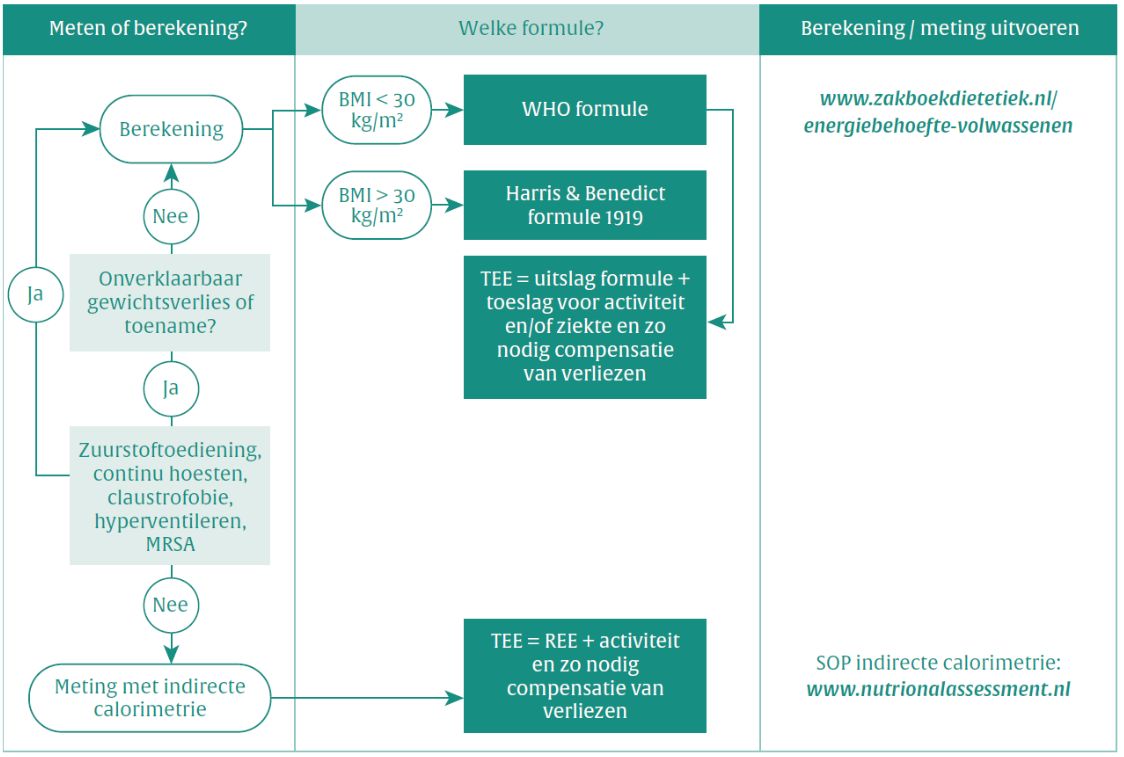 Meten of berekening?
Welke formule?
Berekening / meting uitvoeren
Berekening
Nee
Onverklaarbaar
gewichtsverlies of
toename?
Ja
Ja
Zuurstoftoediening,
continu hoesten,
claustrofobie,
hyperventileren,
MRSA
Nee
Meting met indirecte
calorimetrie
BMI < 30
kg/m²
WHO formule
BMI > 30
kg/m²
Harris & Benedict
formule 1919
TEE = uitslag formule +
toeslag voor activiteit
en/of ziekte en zo
nodig compensatie
van verliezen
TEE = REE + activiteit
en zo nodig
compensatie van
verliezen
www.zakboekdietetiek.nl/
energiebehoefte-volwassenen
SOP indirecte calorimetrie:
www.nutrionalassessment.nl